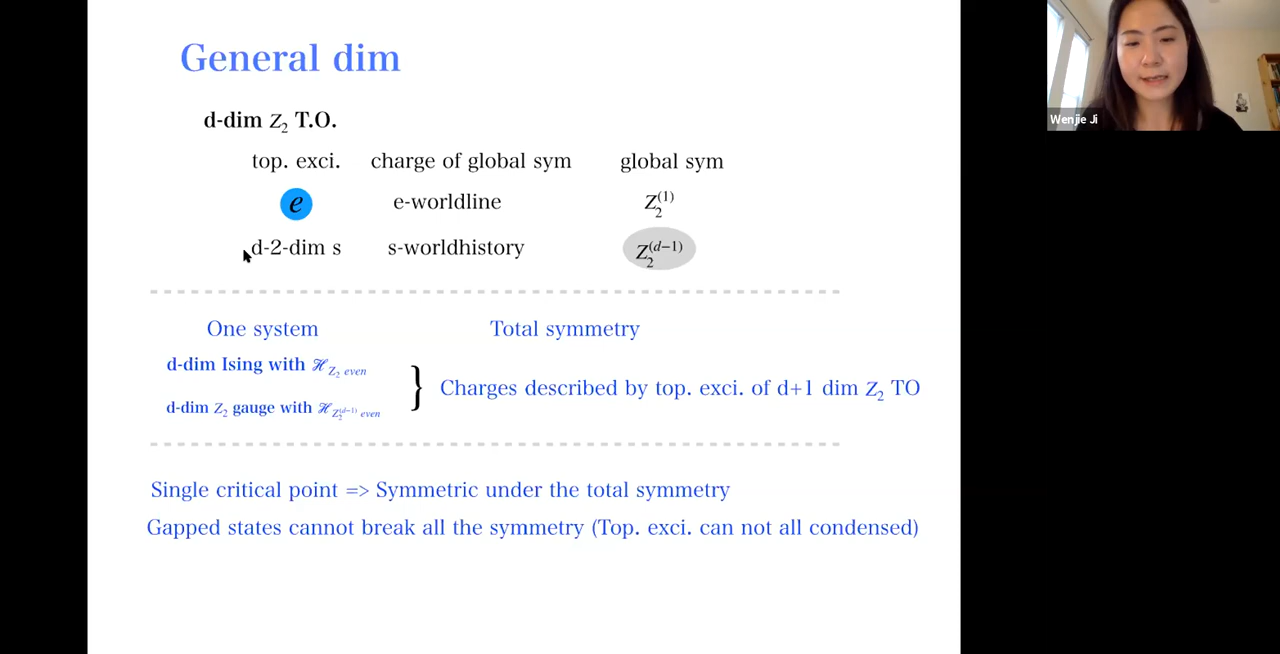 General dim
Wenjie Ji
d-dim Z₂ T.O.
top. exci. charge of global sym global sym
e e-worldline Z₂⁽¹⁾
d-2-dim s s-worldhistory Z₂⁽ᵈ⁻¹⁾
One system Total symmetry
d-dim Ising with ℋ_{Z₂ even}
} Charges described by top. exci. of d+1 dim Z₂ TO
d-dim Z₂ gauge with ℋ_{Z₂⁽ᵈ⁻¹⁾ even}
Single critical point => Symmetric under the total symmetry
Gapped states cannot break all the symmetry (Top. exci. can not all condensed)